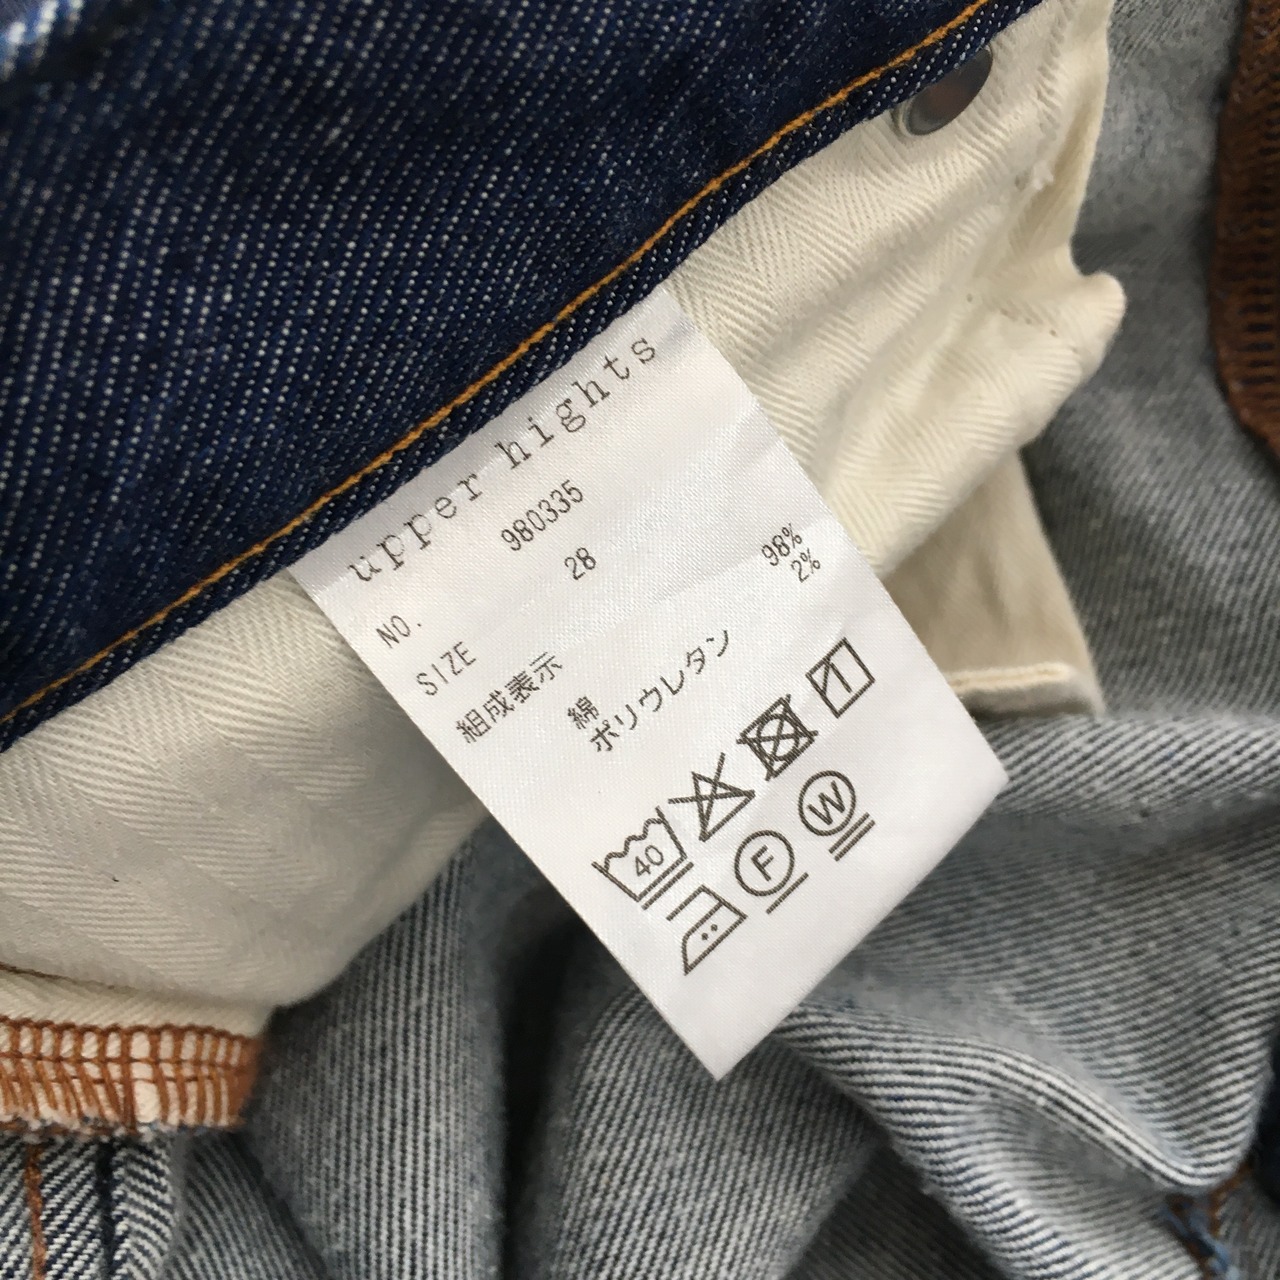 upper hights
NO. 980335
SIZE 28
組成表示
綿 98%
ポリウレタン 2%
40
F W